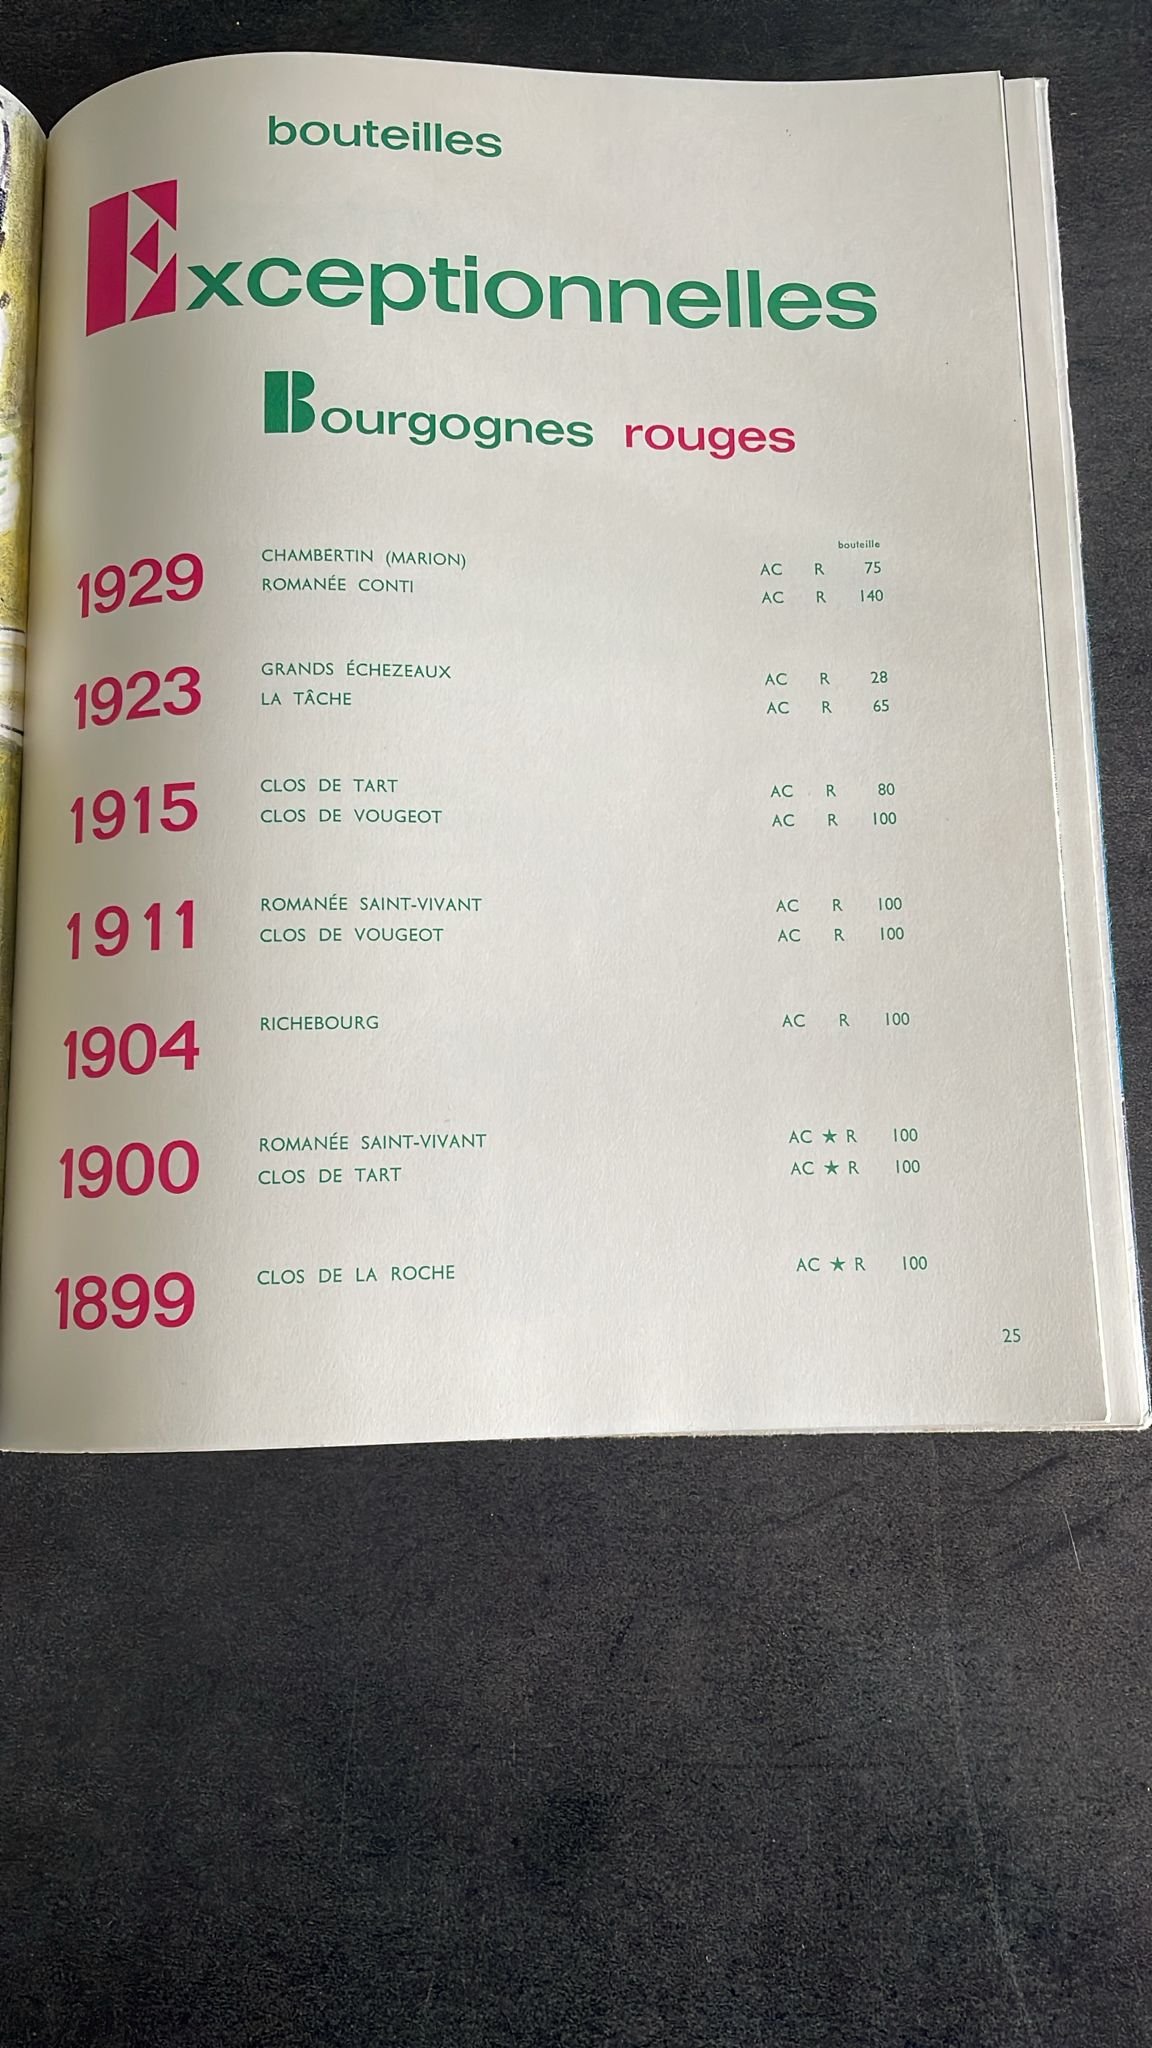 bouteilles
Exceptionnelles
Bourgognes rouges
bouteille
1929 CHAMBERTIN (MARION) AC R 75
ROMANÉE CONTI AC R 140
1923 GRANDS ÉCHEZEAUX AC R 28
LA TÂCHE AC R 65
1915 CLOS DE TART AC R 80
CLOS DE VOUGEOT AC R 100
1911 ROMANÉE SAINT-VIVANT AC R 100
CLOS DE VOUGEOT AC R 100
1904 RICHEBOURG AC R 100
1900 ROMANÉE SAINT-VIVANT AC ★ R 100
CLOS DE TART AC ★ R 100
1899 CLOS DE LA ROCHE AC ★ R 100
25